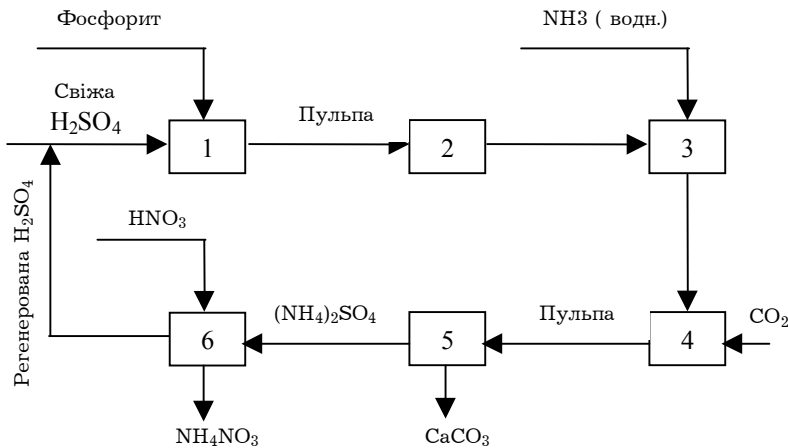 Фосфорит
NH3 ( водн.)
Свіжа
H₂SO₄
Пульпа
1
2
3
Регенерована H₂SO₄
HNO₃
(NH₄)₂SO₄
Пульпа
CO₂
6
5
4
NH₄NO₃
CaCO₃